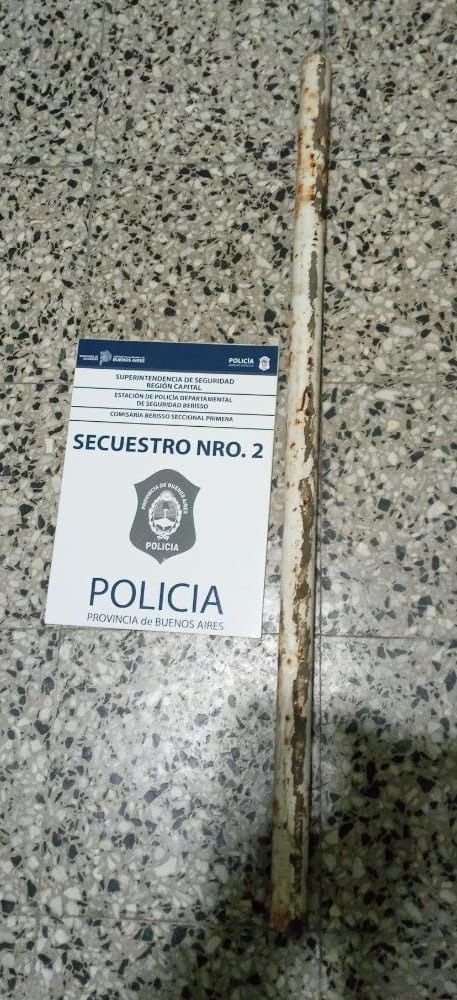 BUENOS AIRES
POLICÍA
SUPERINTENDENCIA DE SEGURIDAD
REGIÓN CAPITAL
ESTACIÓN DE POLICÍA DEPARTAMENTAL
DE SEGURIDAD BERISSO
COMISARÍA BERISSO SECCIONAL PRIMERA
SECUESTRO NRO. 2
PROVINCIA DE BUENOS AIRES
POLICIA
POLICIA
PROVINCIA de BUENOS AIRES